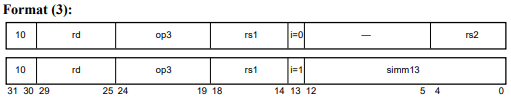 Format (3):
10 rd op3 rs1 i=0 — rs2
10 rd op3 rs1 i=1 simm13
31 30 29 25 24 19 18 14 13 12 5 4 0